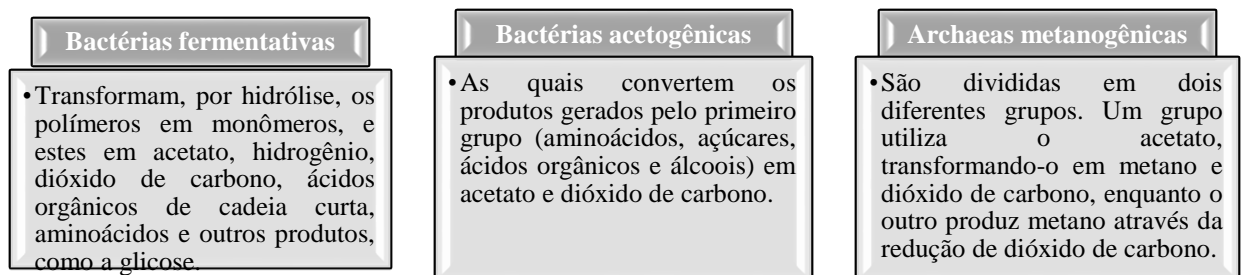 Bactérias fermentativas
•Transformam, por hidrólise, os
polímeros em monômeros, e
estes em acetato, hidrogênio,
dióxido de carbono, ácidos
orgânicos de cadeia curta,
aminoácidos e outros produtos,
como a glicose.
Bactérias acetogênicas
•As quais convertem os
produtos gerados pelo primeiro
grupo (aminoácidos, açúcares,
ácidos orgânicos e álcoois) em
acetato e dióxido de carbono.
Archaeas metanogênicas
•São divididas em dois
diferentes grupos. Um grupo
utiliza o acetato,
transformando-o em metano e
dióxido de carbono, enquanto o
outro produz metano através da
redução de dióxido de carbono.